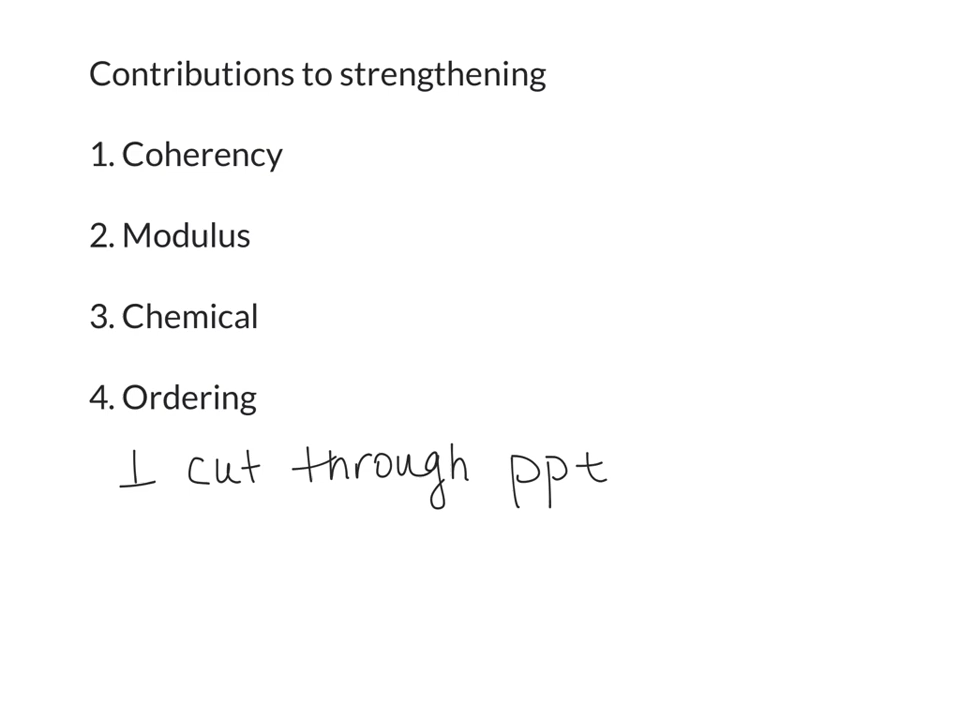 Contributions to strengthening
1. Coherency
2. Modulus
3. Chemical
4. Ordering
⊥ cut through ppt